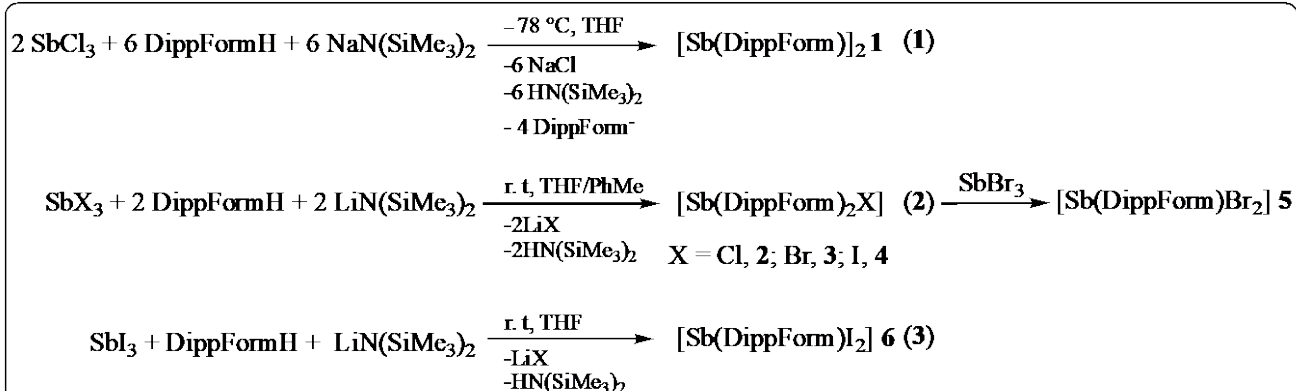 – 78 °C, THF
2 SbCl₃ + 6 DippFormH + 6 NaN(SiMe₃)₂ → [Sb(DippForm)]₂ 1 (1)
-6 NaCl
-6 HN(SiMe₃)₂
- 4 DippForm⁻
r. t, THF/PhMe
SbBr₃
SbX₃ + 2 DippFormH + 2 LiN(SiMe₃)₂ → [Sb(DippForm)₂X] (2) → [Sb(DippForm)Br₂] 5
-2LiX
-2HN(SiMe₃)₂
X = Cl, 2; Br, 3; I, 4
r. t, THF
SbI₃ + DippFormH + LiN(SiMe₃)₂ → [Sb(DippForm)I₂] 6 (3)
-LiX
-HN(SiMe₃)₂